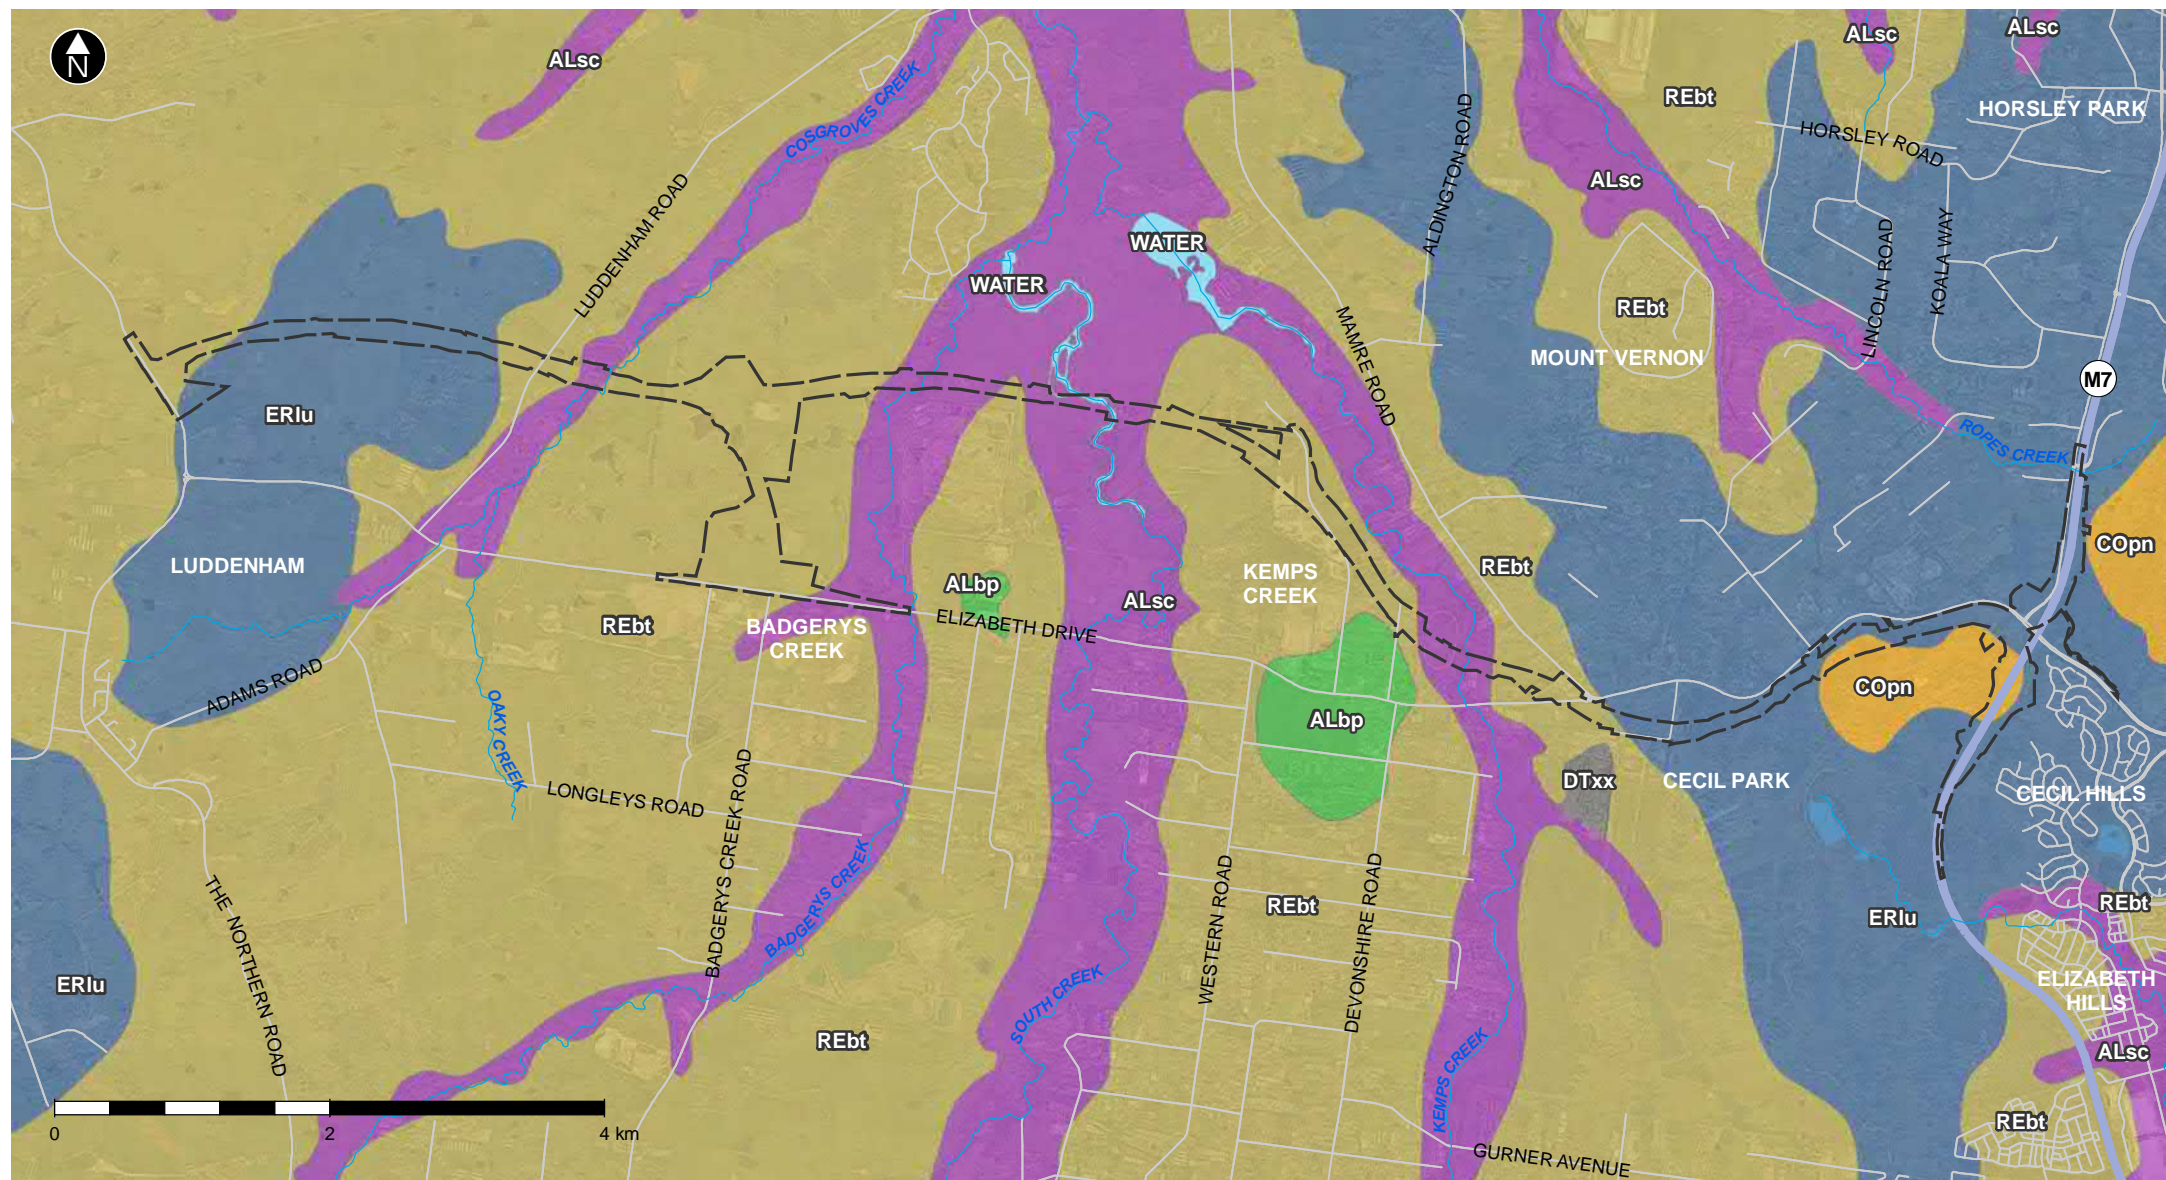 N
ALsc
ALsc
ALsc
REbt
HORSLEY PARK
COSGROVES CREEK
ALDINGTON ROAD
HORSLEY ROAD
ALsc
LUDDENHAM ROAD
WATER
WATER
LINCOLN ROAD
KOALA WAY
REbt
MAMRE ROAD
MOUNT VERNON
M7
ERlu
ROPES CREEK
COpn
LUDDENHAM
REbt
KEMPS
CREEK
ALbp
ALsc
REbt
BADGERYS
CREEK
ELIZABETH DRIVE
ADAMS ROAD
COpn
OAKY CREEK
ALbp
DTxx
CECIL PARK
CECIL HILLS
LONGLEYS ROAD
BADGERYS CREEK ROAD
BADGERYS CREEK
WESTERN ROAD
DEVONSHIRE ROAD
REbt
ERlu
REbt
THE NORTHERN ROAD
ERlu
SOUTH CREEK
ELIZABETH
HILLS
REbt
KEMPS CREEK
ALsc
REbt
0
2
4 km
GURNER AVENUE